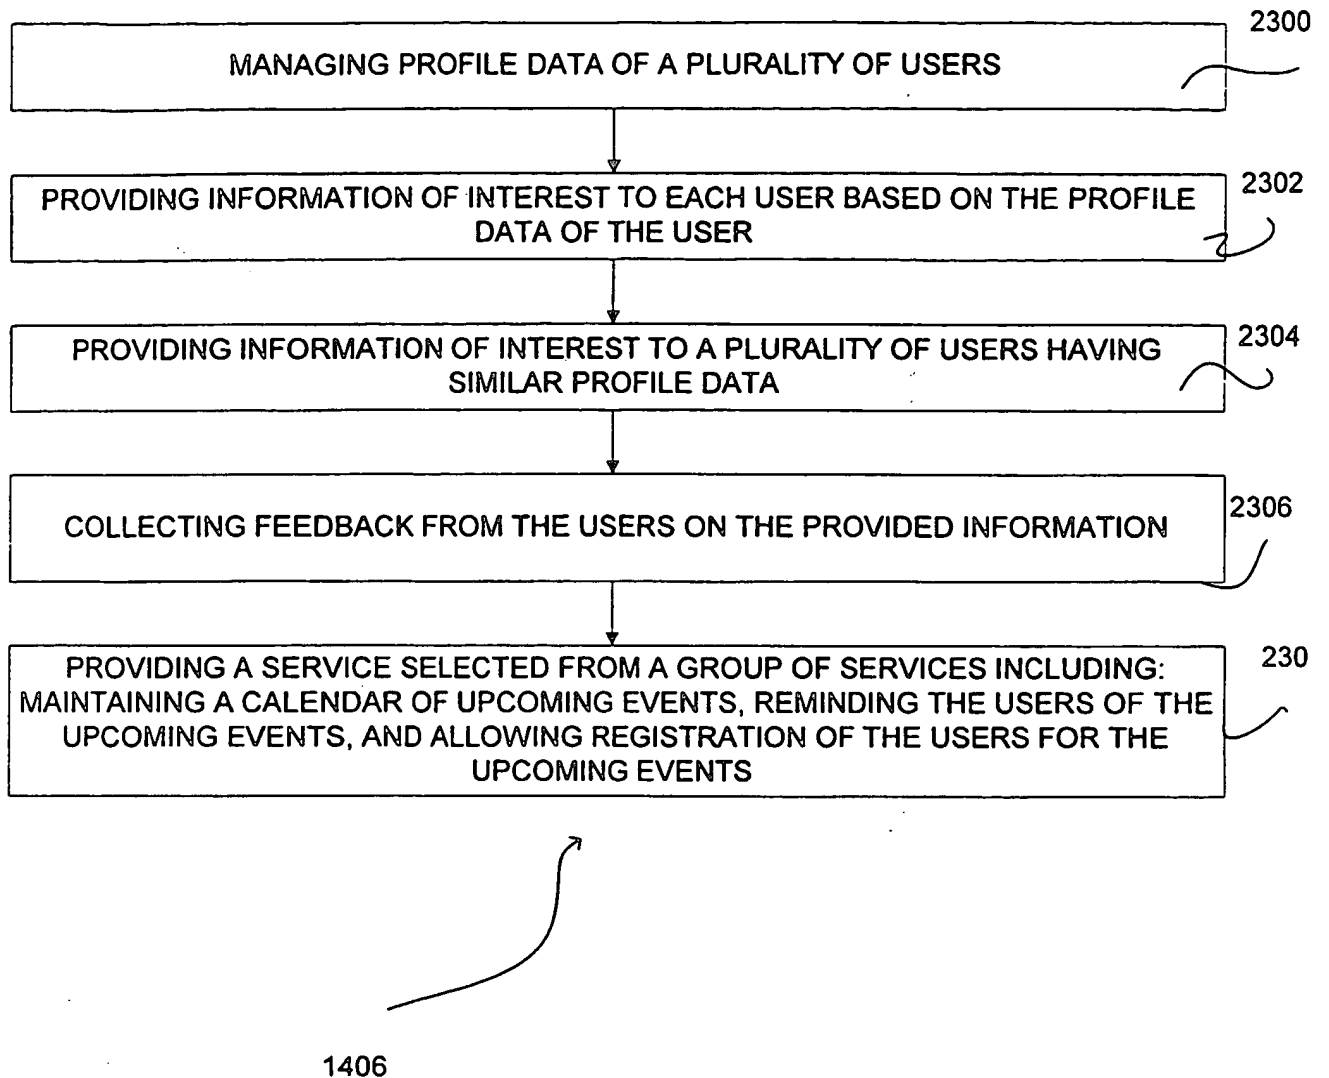 2300
MANAGING PROFILE DATA OF A PLURALITY OF USERS
2302
PROVIDING INFORMATION OF INTEREST TO EACH USER BASED ON THE PROFILE
DATA OF THE USER
2304
PROVIDING INFORMATION OF INTEREST TO A PLURALITY OF USERS HAVING
SIMILAR PROFILE DATA
2306
COLLECTING FEEDBACK FROM THE USERS ON THE PROVIDED INFORMATION
230
PROVIDING A SERVICE SELECTED FROM A GROUP OF SERVICES INCLUDING:
MAINTAINING A CALENDAR OF UPCOMING EVENTS, REMINDING THE USERS OF THE
UPCOMING EVENTS, AND ALLOWING REGISTRATION OF THE USERS FOR THE
UPCOMING EVENTS
1406